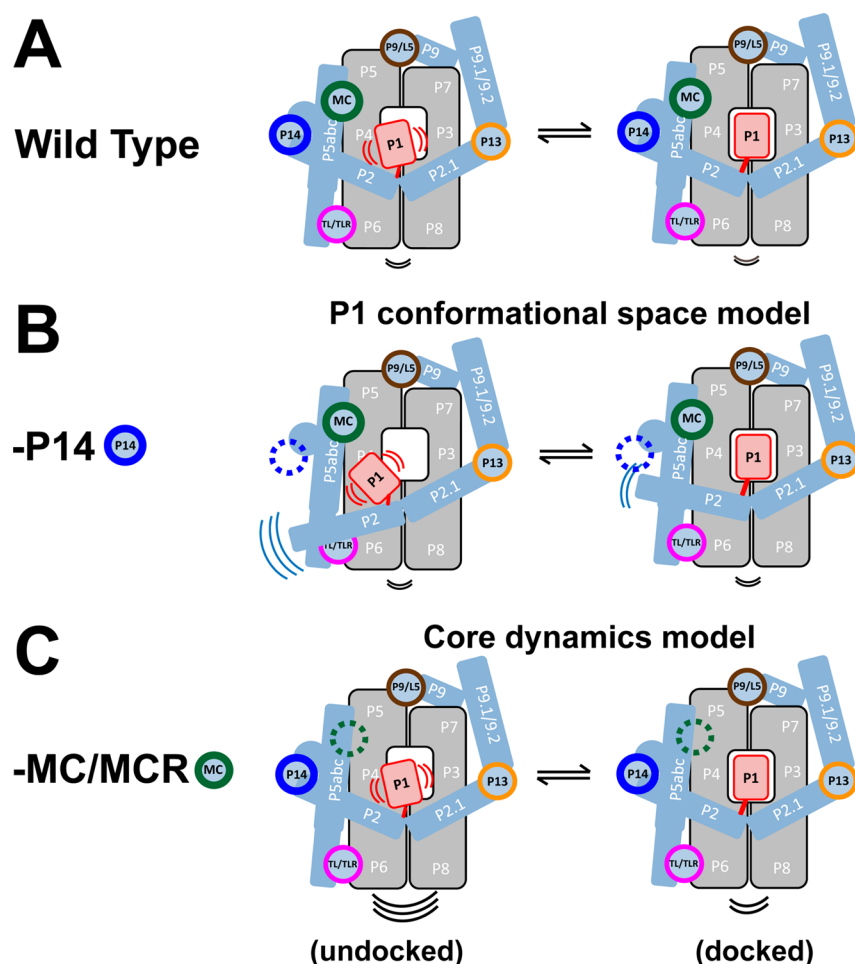 A
Wild Type
P9/L5 P9 P9.1/9.2
P5 P7
MC
P14 P5abc P4 P1 P3 P13
P2 P2.1
TL/TLR P6 P8
P9/L5 P9 P9.1/9.2
P5 P7
MC
P14 P5abc P4 P1 P3 P13
P2 P2.1
TL/TLR P6 P8
B
P1 conformational space model
-P14 P14
P9/L5 P9 P9.1/9.2
P5 P7
MC
P5abc P1 P3 P13
P2 P2.1
TL/TLR P6 P8
P9/L5 P9 P9.1/9.2
P5 P7
MC
P5abc P4 P1 P3 P13
P2 P2.1
TL/TLR P6 P8
C
Core dynamics model
-MC/MCR MC
P9/L5 P9 P9.1/9.2
P5 P7
P14 P5abc P4 P1 P3 P13
P2 P2.1
TL/TLR P6 P8
P9/L5 P9 P9.1/9.2
P5 P7
P14 P5abc P4 P1 P3 P13
P2 P2.1
TL/TLR P6 P8
(undocked) (docked)